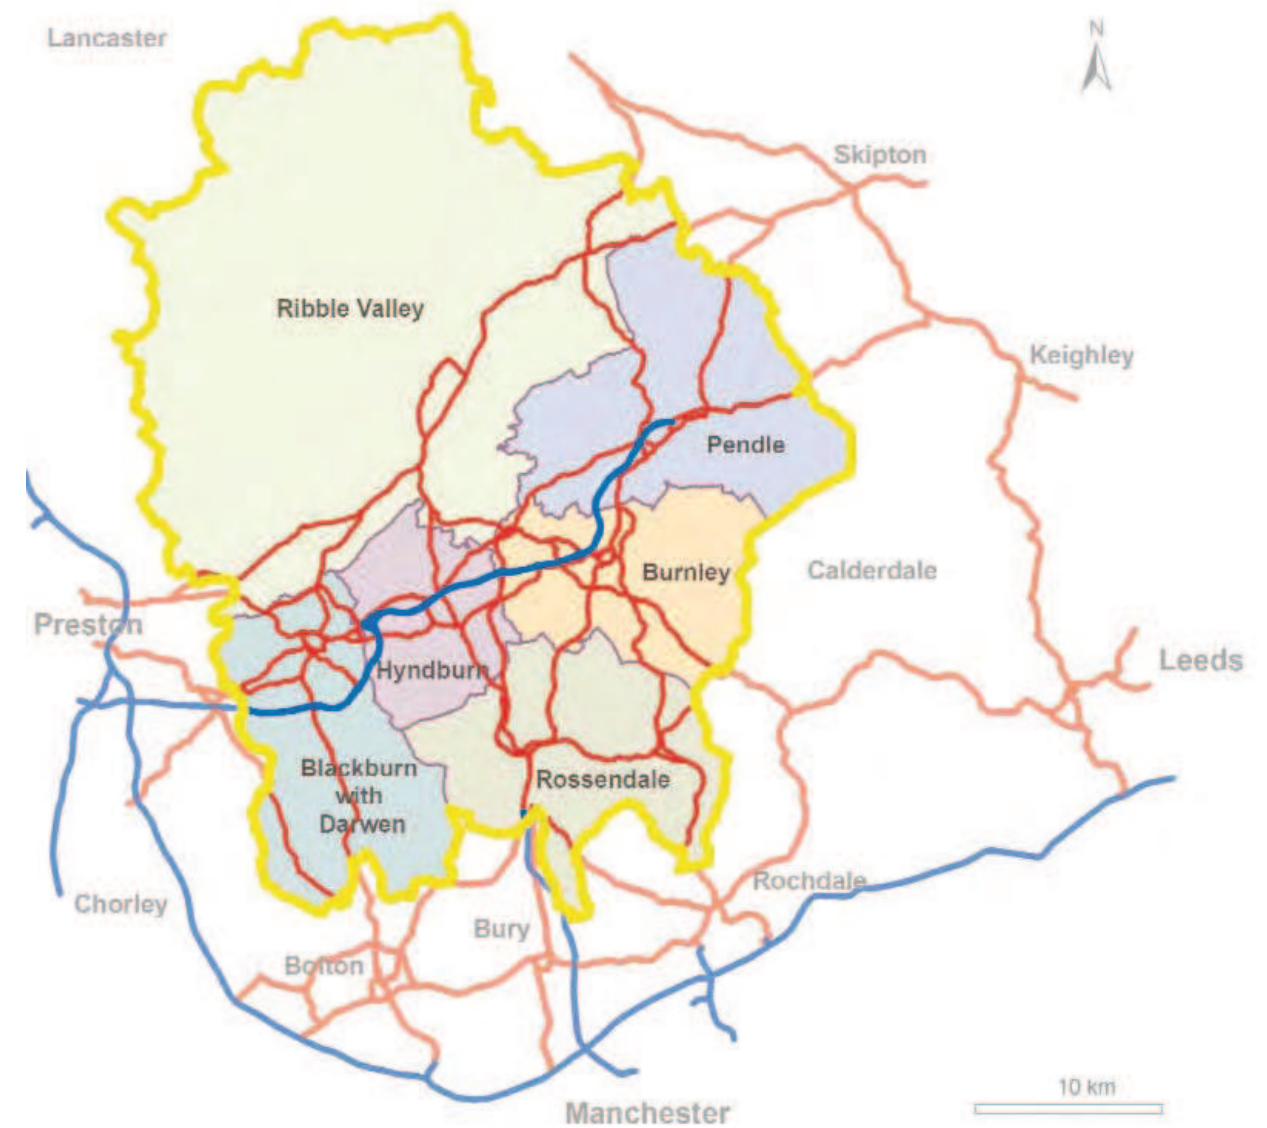 Lancaster
N
Skipton
Ribble Valley
Keighley
Pendle
Burnley
Calderdale
Preston
Leeds
Hyndburn
Blackburn
with
Darwen
Rossendale
Chorley
Rochdale
Bury
Bolton
10 km
Manchester